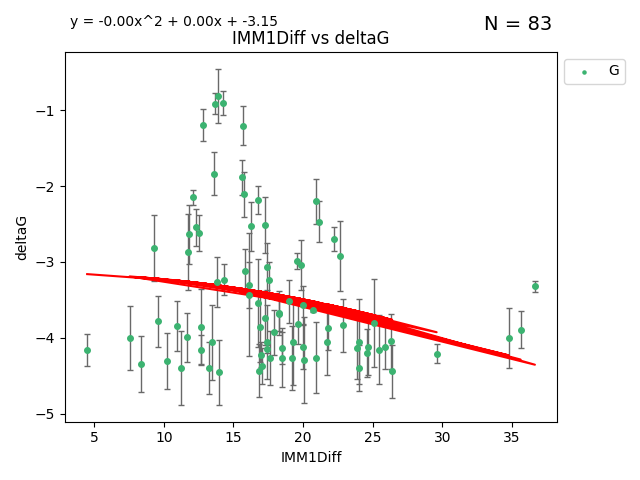 y = -0.00x^2 + 0.00x + -3.15
N = 83
IMM1Diff vs deltaG
G
deltaG
−1
−2
−3
−4
−5
5 10 15 20 25 30 35
IMM1Diff